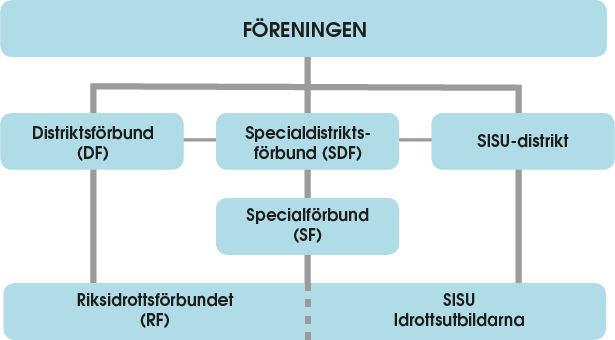 FÖRENINGEN
Distriktsförbund
(DF)
Specialdistrikts-
förbund (SDF)
SISU-distrikt
Specialförbund
(SF)
Riksidrottsförbundet
(RF)
SISU
Idrottsutbildarna